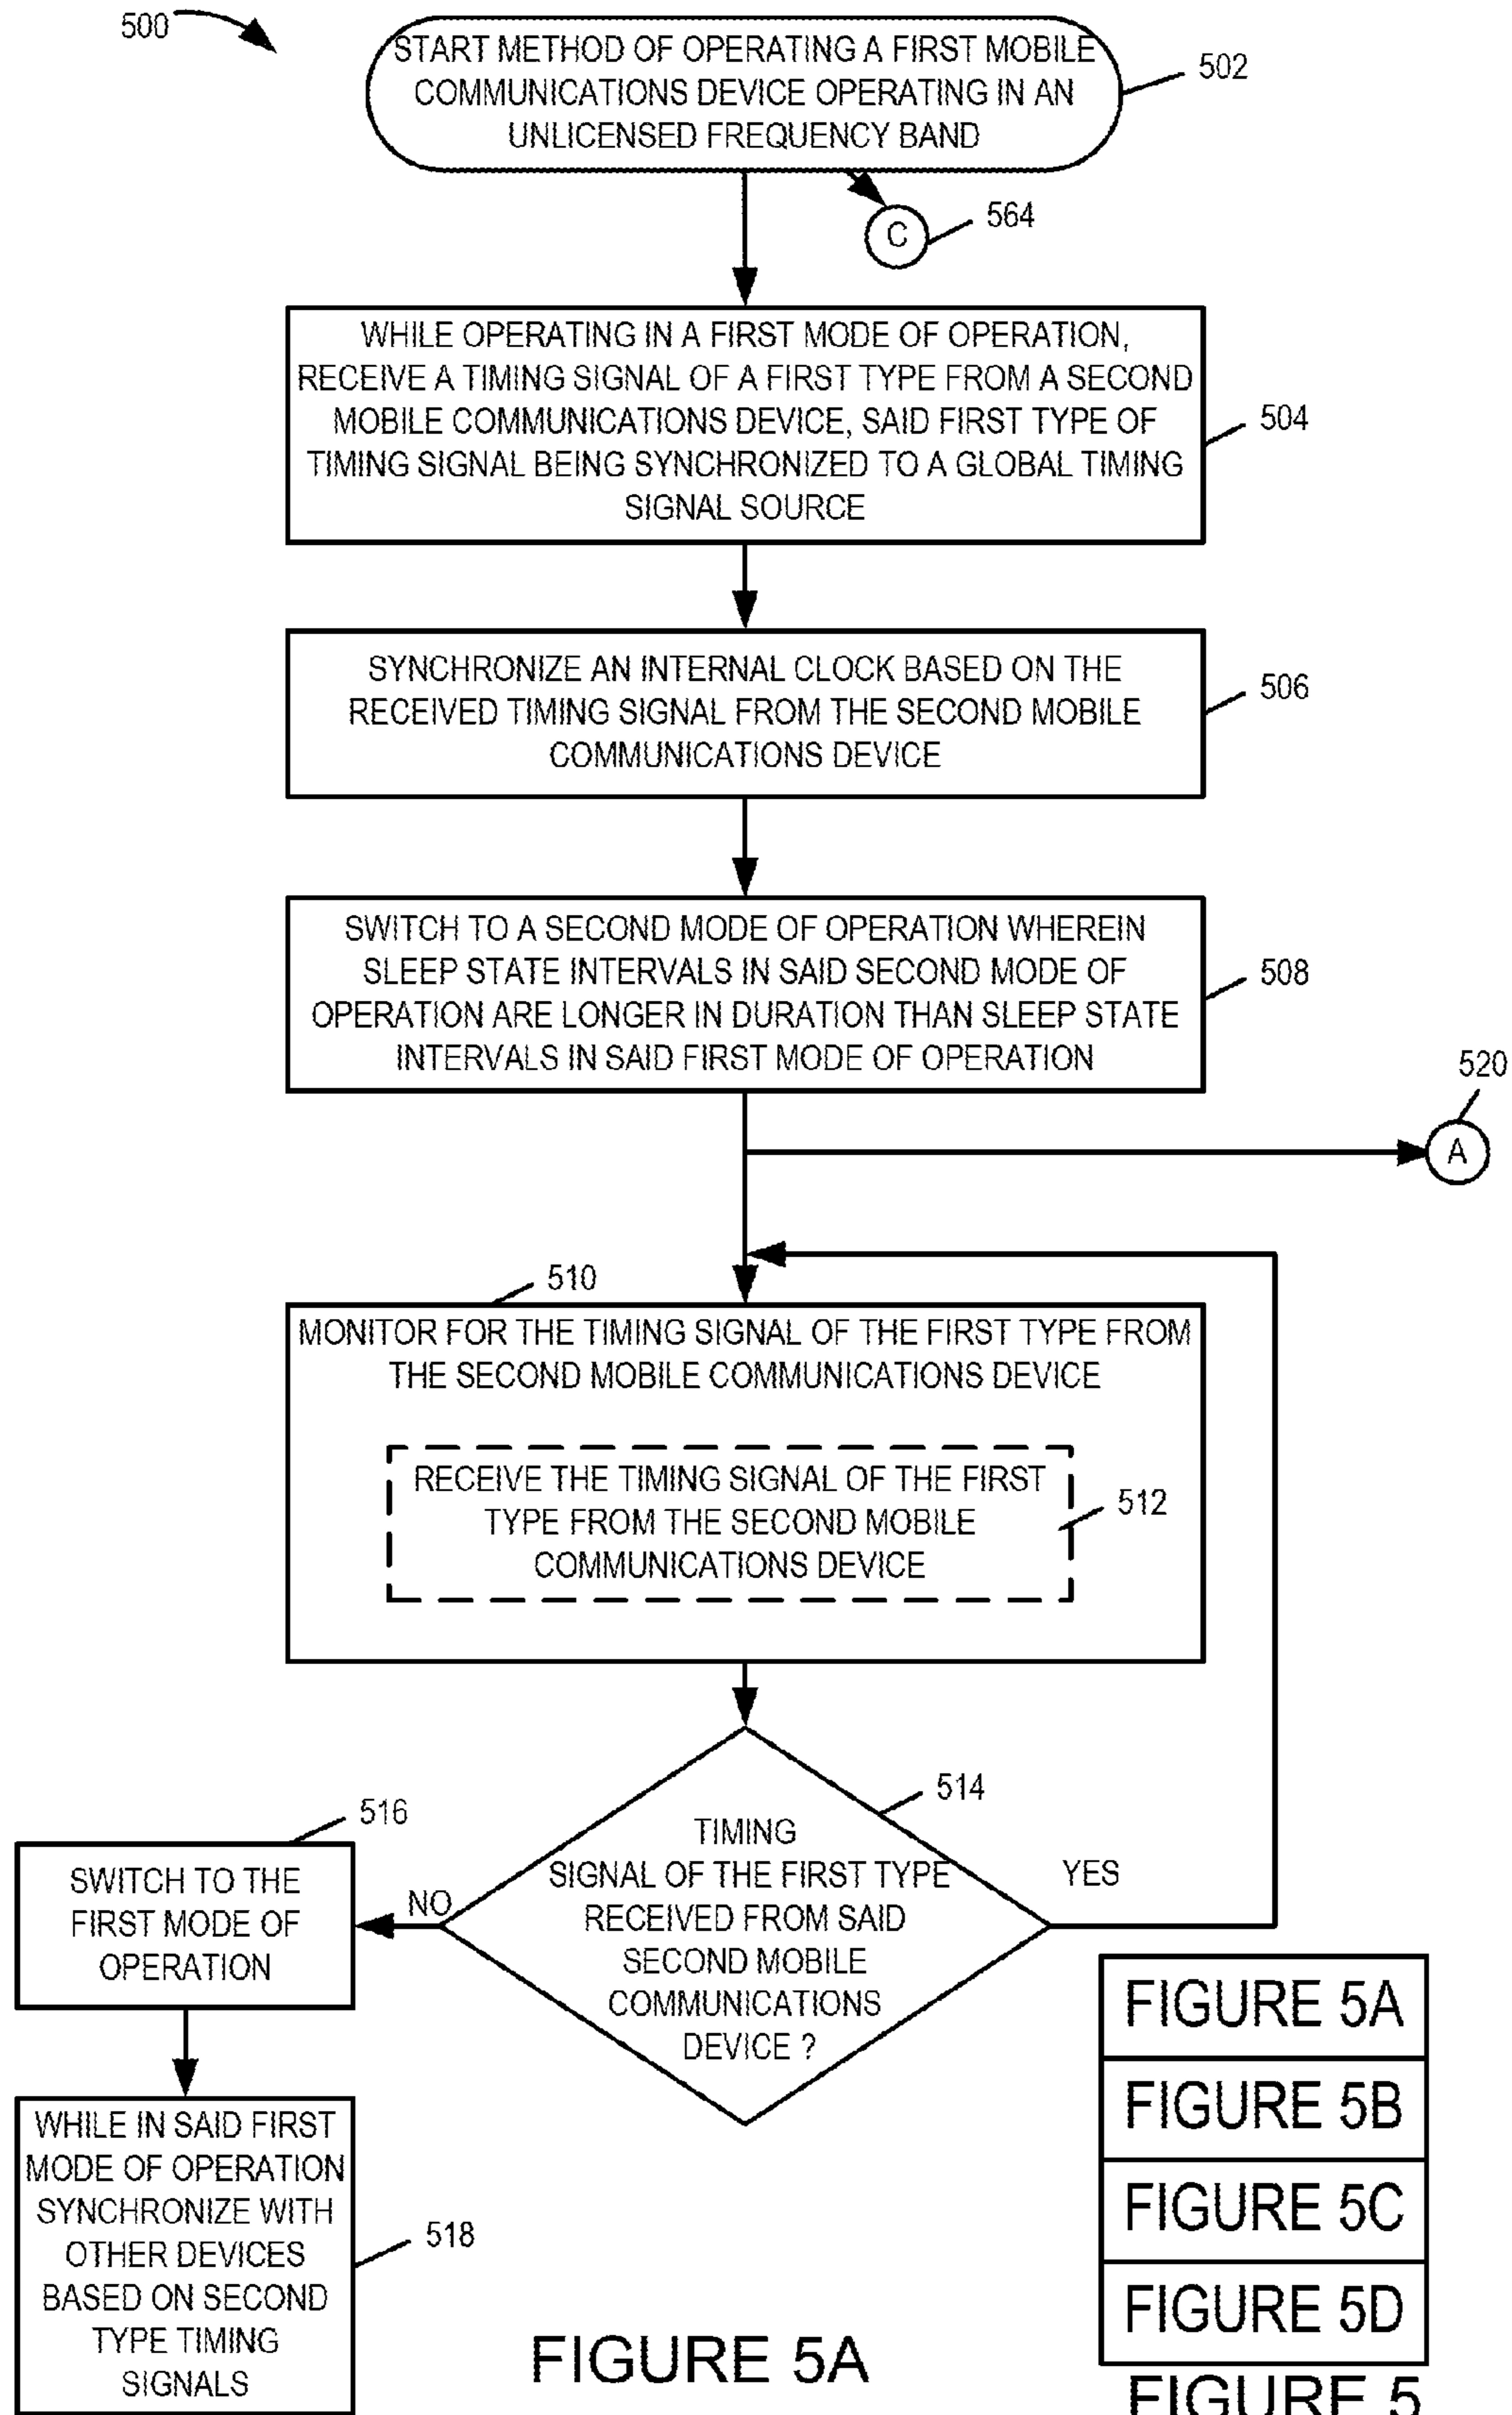 500
START METHOD OF OPERATING A FIRST MOBILE
COMMUNICATIONS DEVICE OPERATING IN AN
UNLICENSED FREQUENCY BAND
502
C
564
WHILE OPERATING IN A FIRST MODE OF OPERATION,
RECEIVE A TIMING SIGNAL OF A FIRST TYPE FROM A SECOND
MOBILE COMMUNICATIONS DEVICE, SAID FIRST TYPE OF
TIMING SIGNAL BEING SYNCHRONIZED TO A GLOBAL TIMING
SIGNAL SOURCE
504
SYNCHRONIZE AN INTERNAL CLOCK BASED ON THE
RECEIVED TIMING SIGNAL FROM THE SECOND MOBILE
COMMUNICATIONS DEVICE
506
SWITCH TO A SECOND MODE OF OPERATION WHEREIN
SLEEP STATE INTERVALS IN SAID SECOND MODE OF
OPERATION ARE LONGER IN DURATION THAN SLEEP STATE
INTERVALS IN SAID FIRST MODE OF OPERATION
508
520
A
510
MONITOR FOR THE TIMING SIGNAL OF THE FIRST TYPE FROM
THE SECOND MOBILE COMMUNICATIONS DEVICE
RECEIVE THE TIMING SIGNAL OF THE FIRST
TYPE FROM THE SECOND MOBILE
COMMUNICATIONS DEVICE
512
514
TIMING
SIGNAL OF THE FIRST TYPE
RECEIVED FROM SAID
SECOND MOBILE
COMMUNICATIONS
DEVICE ?
YES
NO
516
SWITCH TO THE
FIRST MODE OF
OPERATION
WHILE IN SAID FIRST
MODE OF OPERATION
SYNCHRONIZE WITH
OTHER DEVICES
BASED ON SECOND
TYPE TIMING
SIGNALS
518
FIGURE 5A
FIGURE 5A
FIGURE 5B
FIGURE 5C
FIGURE 5D
FIGURE 5